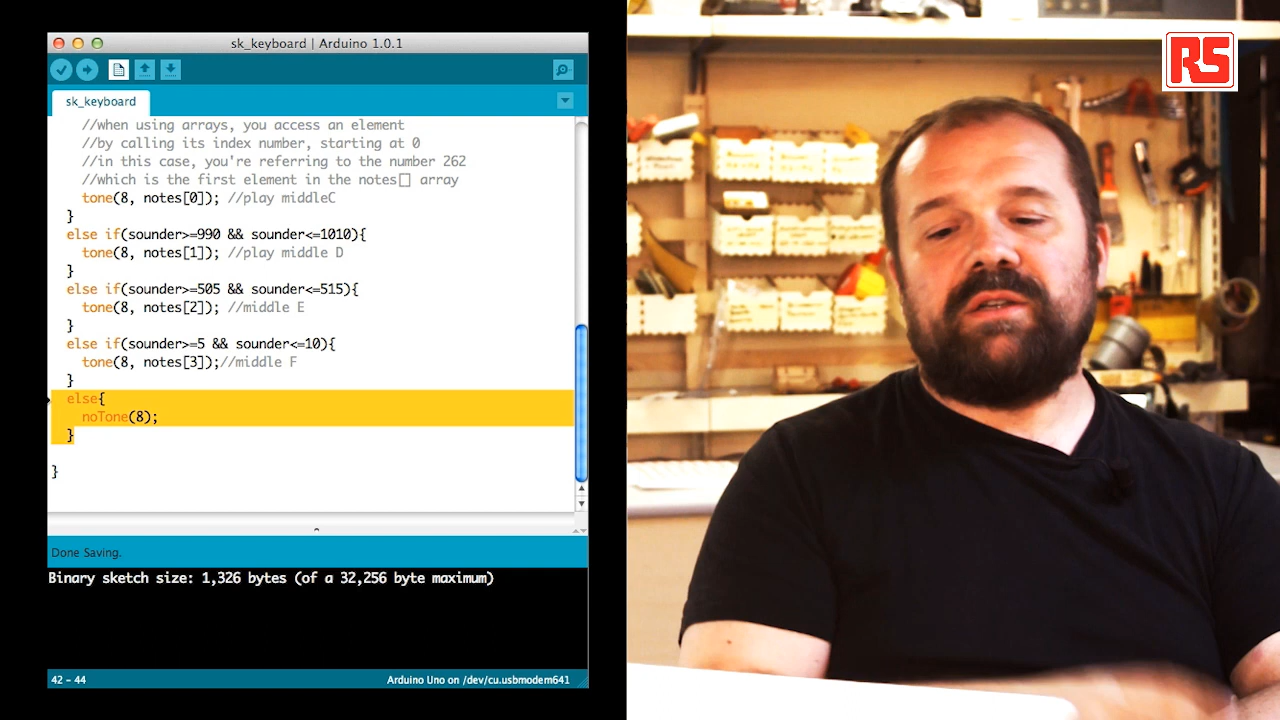 sk_keyboard | Arduino 1.0.1
sk_keyboard
//when using arrays, you access an element
//by calling its index number, starting at 0
//in this case, you're referring to the number 262
//which is the first element in the notes[] array
tone(8, notes[0]); //play middleC
}
else if(sounder>=990 && sounder<=1010){
tone(8, notes[1]); //play middle D
}
else if(sounder>=505 && sounder<=515){
tone(8, notes[2]); //middle E
}
else if(sounder>=5 && sounder<=10){
tone(8, notes[3]);//middle F
}
else{
noTone(8);
}
}
Done Saving.
Binary sketch size: 1,326 bytes (of a 32,256 byte maximum)
42 - 44
Arduino Uno on /dev/cu.usbmodem641
RS